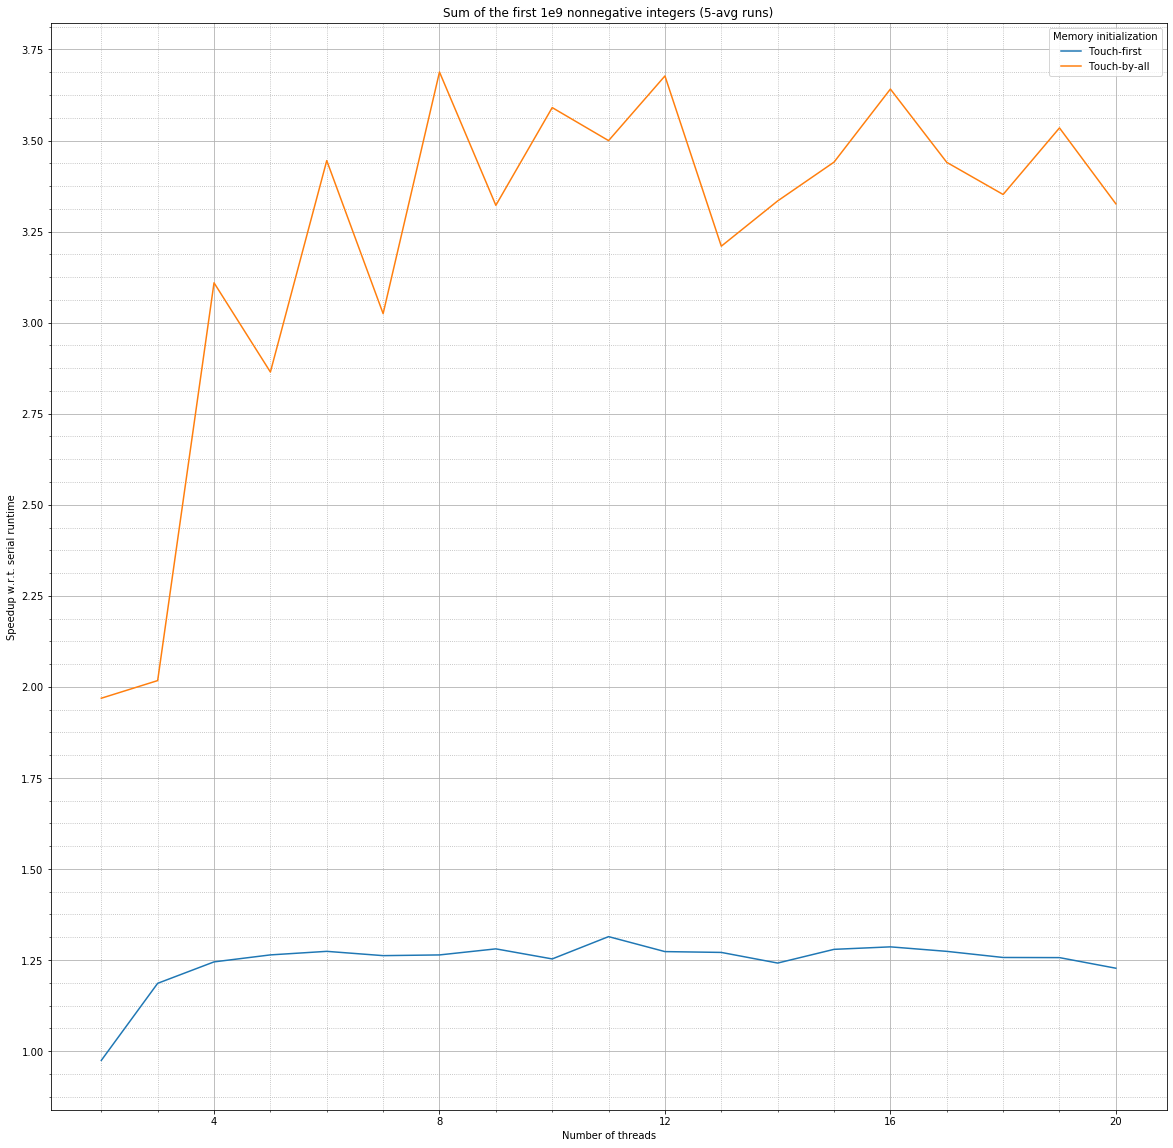 Sum of the first 1e9 nonnegative integers (5-avg runs)
Memory initialization
Touch-first
Touch-by-all
Speedup w.r.t. serial runtime
3.75
3.50
3.25
3.00
2.75
2.50
2.25
2.00
1.75
1.50
1.25
1.00
4
8
12
16
20
Number of threads